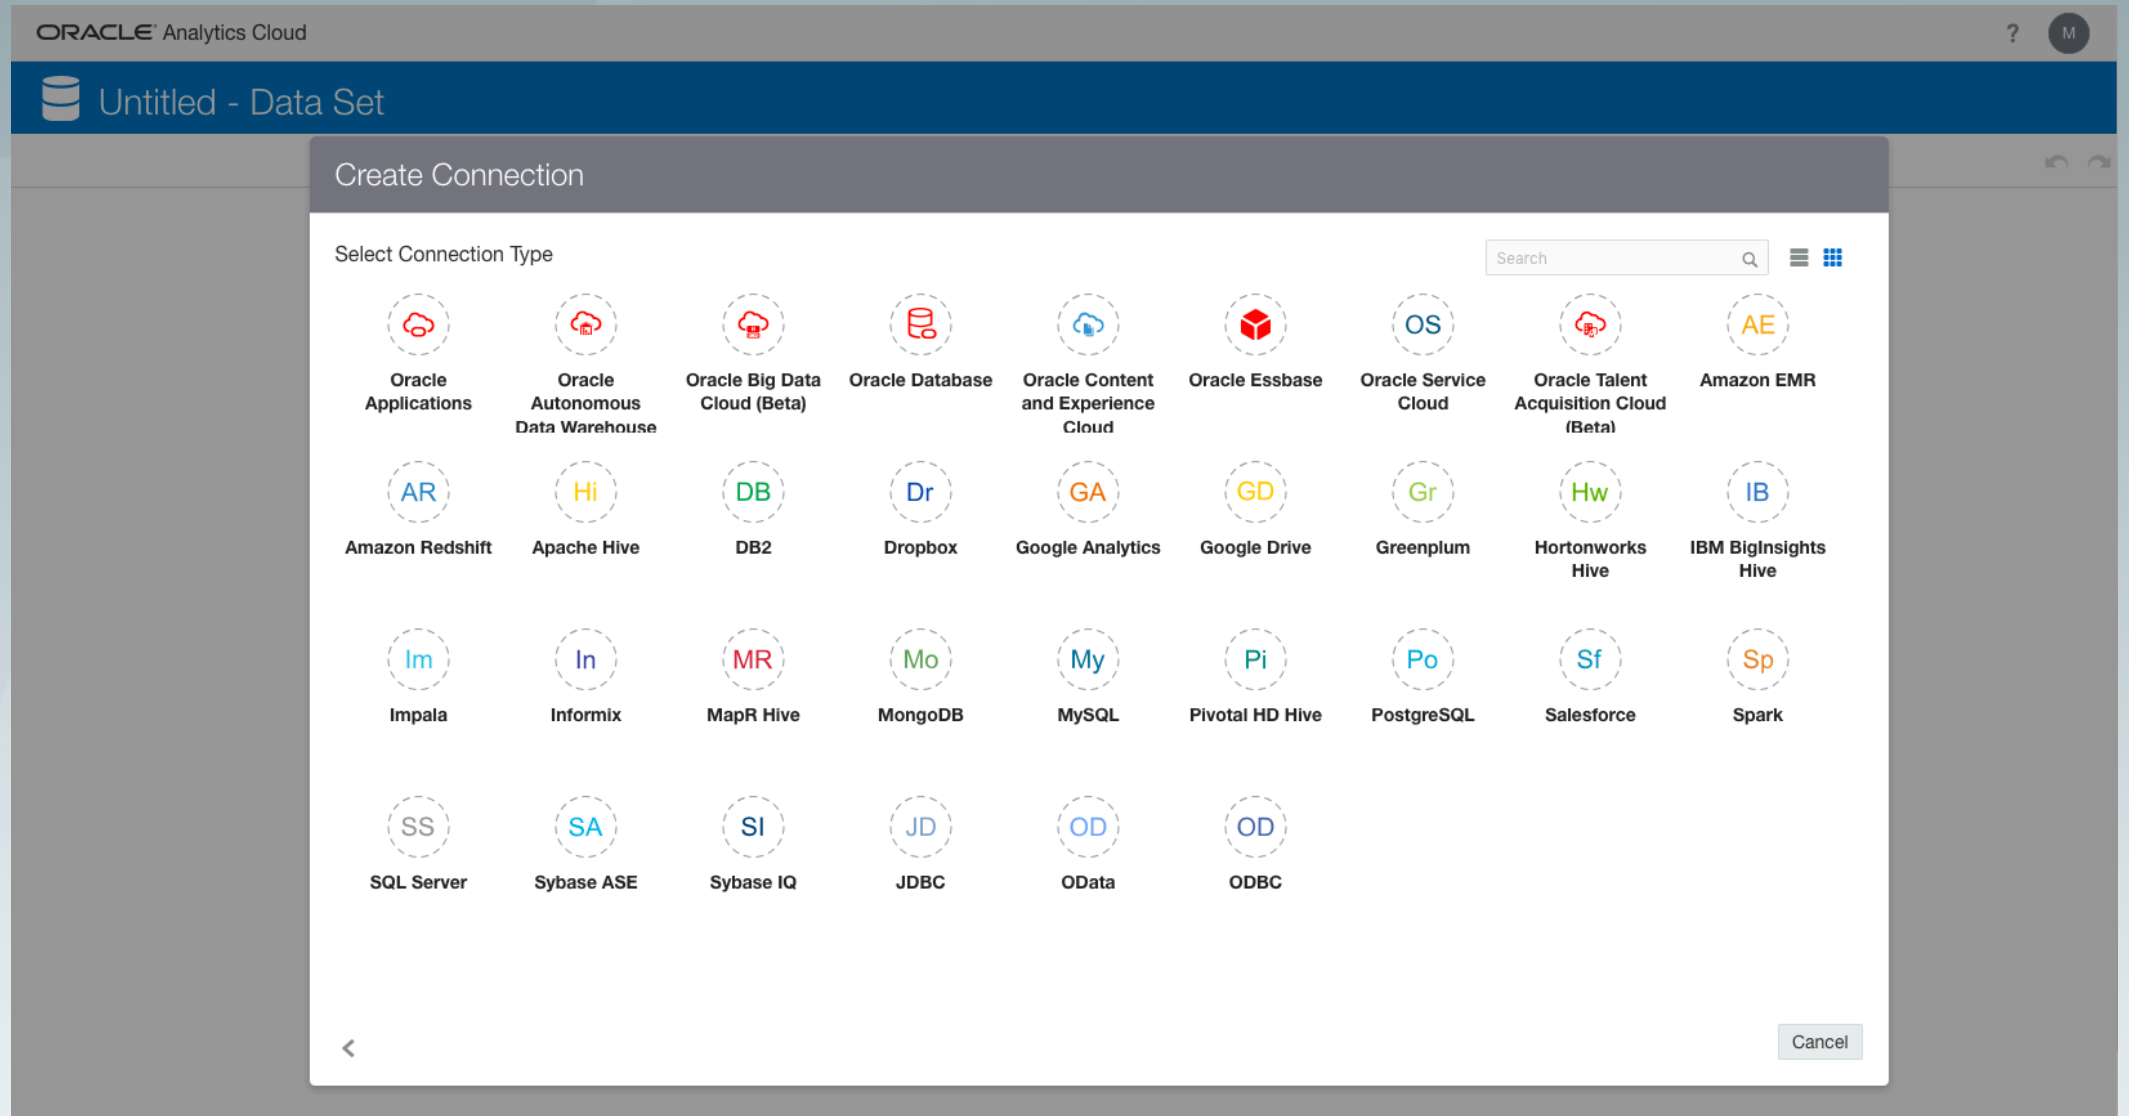 ORACLE Analytics Cloud
?
M
Untitled - Data Set
Create Connection
Select Connection Type
Search
OS
AE
Oracle
Applications
Oracle
Autonomous
Data Warehouse
Oracle Big Data
Cloud (Beta)
Oracle Database
Oracle Content
and Experience
Cloud
Oracle Essbase
Oracle Service
Cloud
Oracle Talent
Acquisition Cloud
(Beta)
Amazon EMR
AR
Hi
DB
Dr
GA
GD
Gr
Hw
IB
Amazon Redshift
Apache Hive
DB2
Dropbox
Google Analytics
Google Drive
Greenplum
Hortonworks
Hive
IBM BigInsights
Hive
Im
In
MR
Mo
My
Pi
Po
Sf
Sp
Impala
Informix
MapR Hive
MongoDB
MySQL
Pivotal HD Hive
PostgreSQL
Salesforce
Spark
SS
SA
SI
JD
OD
OD
SQL Server
Sybase ASE
Sybase IQ
JDBC
OData
ODBC
Cancel